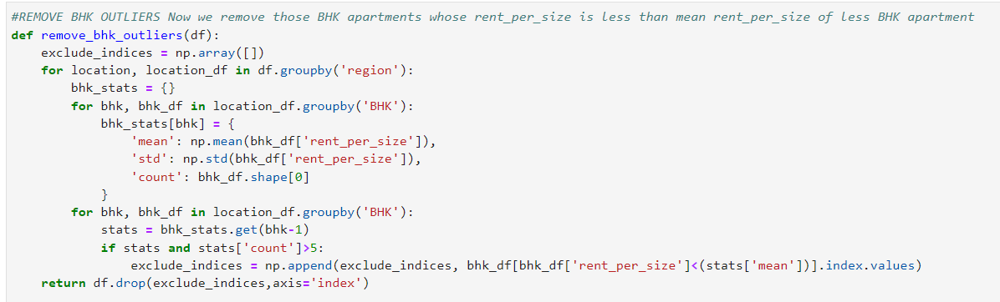 #REMOVE BHK OUTLIERS Now we remove those BHK apartments whose rent_per_size is less than mean rent_per_size of less BHK apartment
def remove_bhk_outliers(df):
    exclude_indices = np.array([])
    for location, location_df in df.groupby('region'):
        bhk_stats = {}
        for bhk, bhk_df in location_df.groupby('BHK'):
            bhk_stats[bhk] = {
                'mean': np.mean(bhk_df['rent_per_size']),
                'std': np.std(bhk_df['rent_per_size']),
                'count': bhk_df.shape[0]
            }
        for bhk, bhk_df in location_df.groupby('BHK'):
            stats = bhk_stats.get(bhk-1)
            if stats and stats['count']>5:
                exclude_indices = np.append(exclude_indices, bhk_df[bhk_df['rent_per_size']<(stats['mean'])].index.values)
    return df.drop(exclude_indices,axis='index')